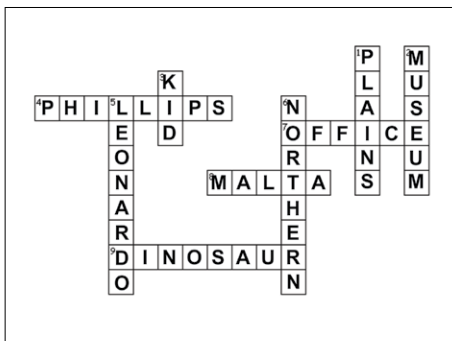 1 PLAINS
2 MUSEUM
3 KID
4 PHILLIPS
5 LEONARDO
6 NORTHERN
7 OFFICE
8 MALTA
9 DINOSAUR